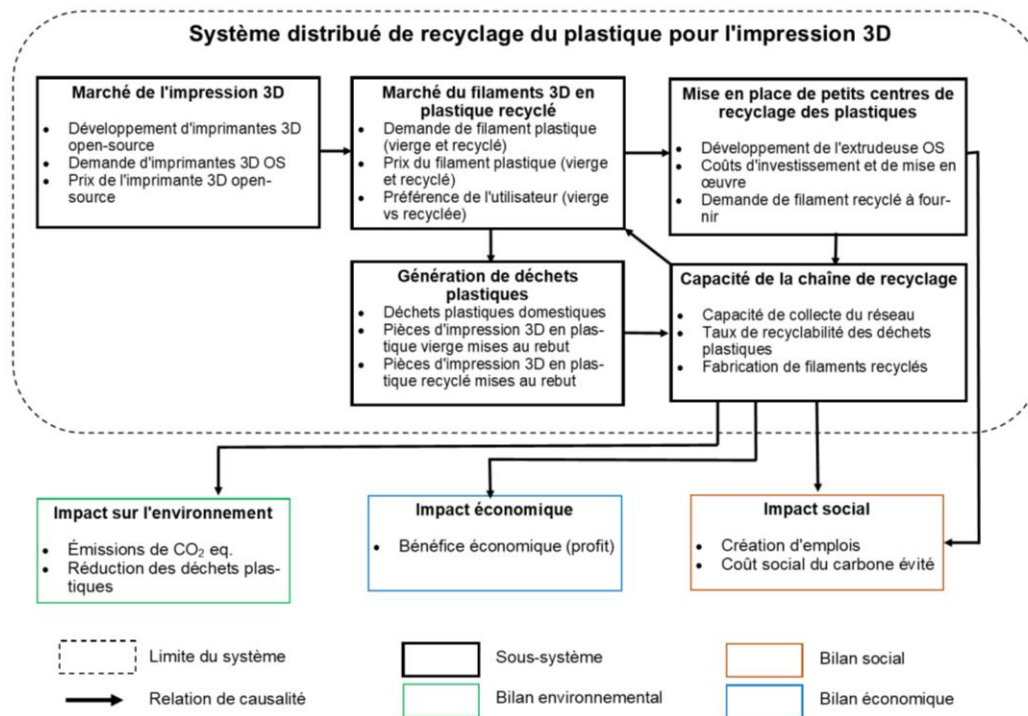 Système distribué de recyclage du plastique pour l'impression 3D
Marché de l'impression 3D
• Développement d'imprimantes 3D
open-source
• Demande d'imprimantes 3D OS
• Prix de l'imprimante 3D open-
source
Marché du filaments 3D en
plastique recyclé
• Demande de filament plastique
(vierge et recyclé)
• Prix du filament plastique (vierge
et recyclé)
• Préférence de l'utilisateur (vierge
vs recyclée)
Mise en place de petits centres de
recyclage des plastiques
• Développement de l'extrudeuse OS
• Coûts d'investissement et de mise en
œuvre
• Demande de filament recyclé à four-
nir
Génération de déchets
plastiques
• Déchets plastiques domestiques
• Pièces d'impression 3D en plas-
tique vierge mises au rebut
• Pièces d'impression 3D en plas-
tique recyclé mises au rebut
Capacité de la chaîne de recyclage
• Capacité de collecte du réseau
• Taux de recyclabilité des déchets
plastiques
• Fabrication de filaments recyclés
Impact sur l'environnement
• Émissions de CO₂ eq.
• Réduction des déchets plas-
tiques
Impact économique
• Bénéfice économique (profit)
Impact social
• Création d'emplois
• Coût social du carbone évité
Limite du système
Sous-système
Bilan social
Relation de causalité
Bilan environnemental
Bilan économique